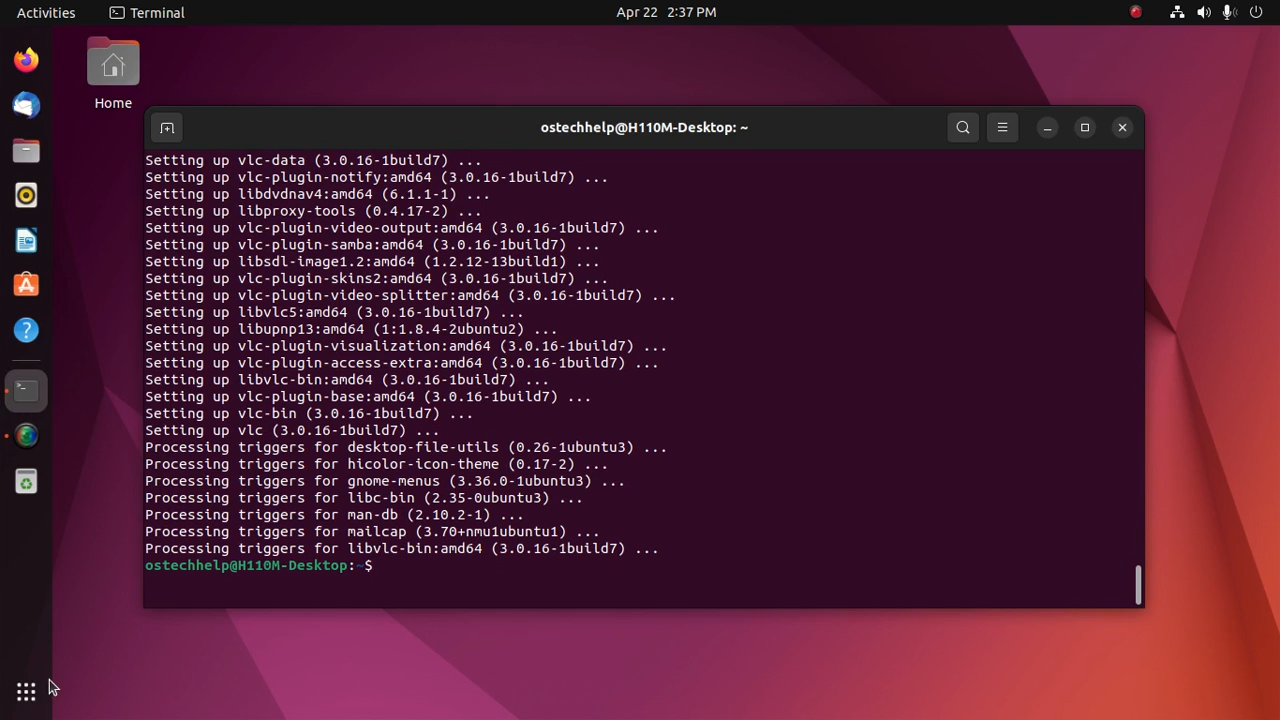 Activities
Terminal
Apr 22 2:37 PM
Home
ostechhelp@H110M-Desktop: ~
Setting up vlc-data (3.0.16-1build7) ...
Setting up vlc-plugin-notify:amd64 (3.0.16-1build7) ...
Setting up libdvdnav4:amd64 (6.1.1-1) ...
Setting up libproxy-tools (0.4.17-2) ...
Setting up vlc-plugin-video-output:amd64 (3.0.16-1build7) ...
Setting up vlc-plugin-samba:amd64 (3.0.16-1build7) ...
Setting up libsdl-image1.2:amd64 (1.2.12-13build1) ...
Setting up vlc-plugin-skins2:amd64 (3.0.16-1build7) ...
Setting up vlc-plugin-video-splitter:amd64 (3.0.16-1build7) ...
Setting up libvlc5:amd64 (3.0.16-1build7) ...
Setting up libupnp13:amd64 (1:1.8.4-2ubuntu2) ...
Setting up vlc-plugin-visualization:amd64 (3.0.16-1build7) ...
Setting up vlc-plugin-access-extra:amd64 (3.0.16-1build7) ...
Setting up libvlc-bin:amd64 (3.0.16-1build7) ...
Setting up vlc-plugin-base:amd64 (3.0.16-1build7) ...
Setting up vlc-bin (3.0.16-1build7) ...
Setting up vlc (3.0.16-1build7) ...
Processing triggers for desktop-file-utils (0.26-1ubuntu3) ...
Processing triggers for hicolor-icon-theme (0.17-2) ...
Processing triggers for gnome-menus (3.36.0-1ubuntu3) ...
Processing triggers for libc-bin (2.35-0ubuntu3) ...
Processing triggers for man-db (2.10.2-1) ...
Processing triggers for mailcap (3.70+nmu1ubuntu1) ...
Processing triggers for libvlc-bin:amd64 (3.0.16-1build7) ...
ostechhelp@H110M-Desktop:~$